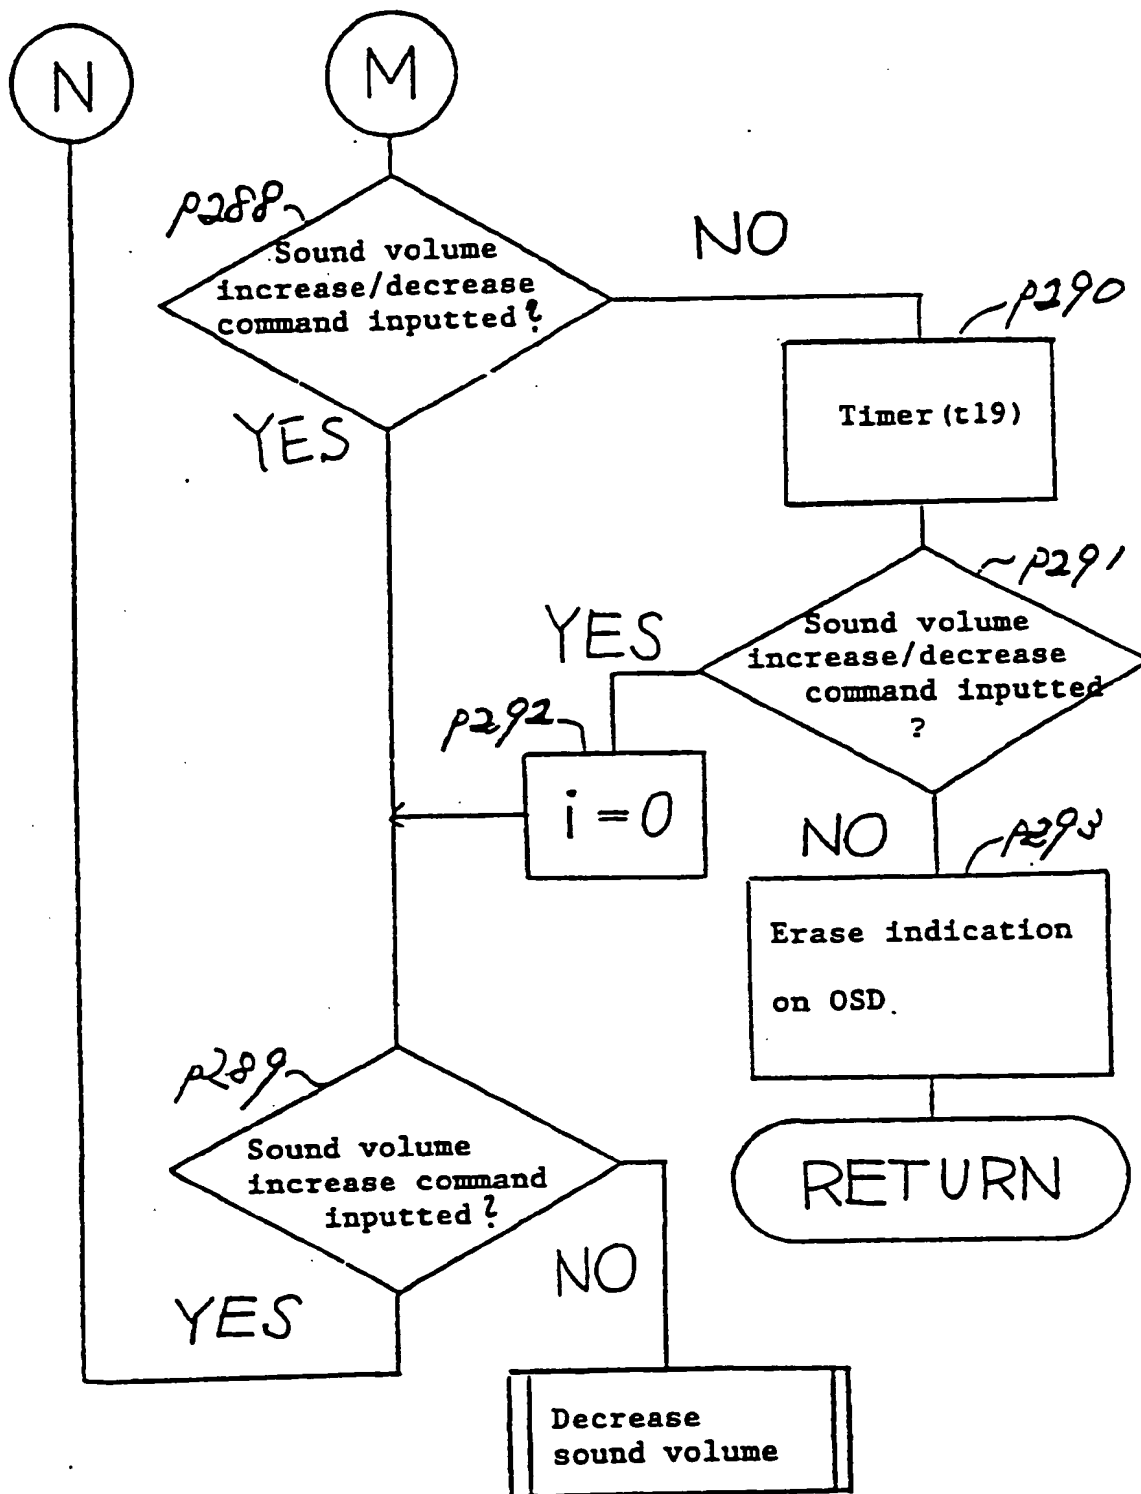 N
M
p288
Sound volume
increase/decrease
command inputted?
NO
YES
p290
Timer(t19)
p291
Sound volume
increase/decrease
command inputted
?
YES
p292
i = 0
NO
p293
Erase indication
on OSD.
RETURN
p289
Sound volume
increase command
inputted?
NO
YES
Decrease
sound volume